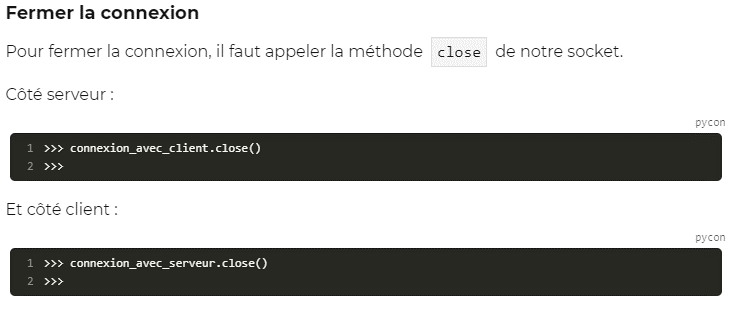 Fermer la connexion
Pour fermer la connexion, il faut appeler la méthode close de notre socket.
Côté serveur :
pycon
1 >>> connexion_avec_client.close()
2 >>>
Et côté client :
pycon
1 >>> connexion_avec_serveur.close()
2 >>>